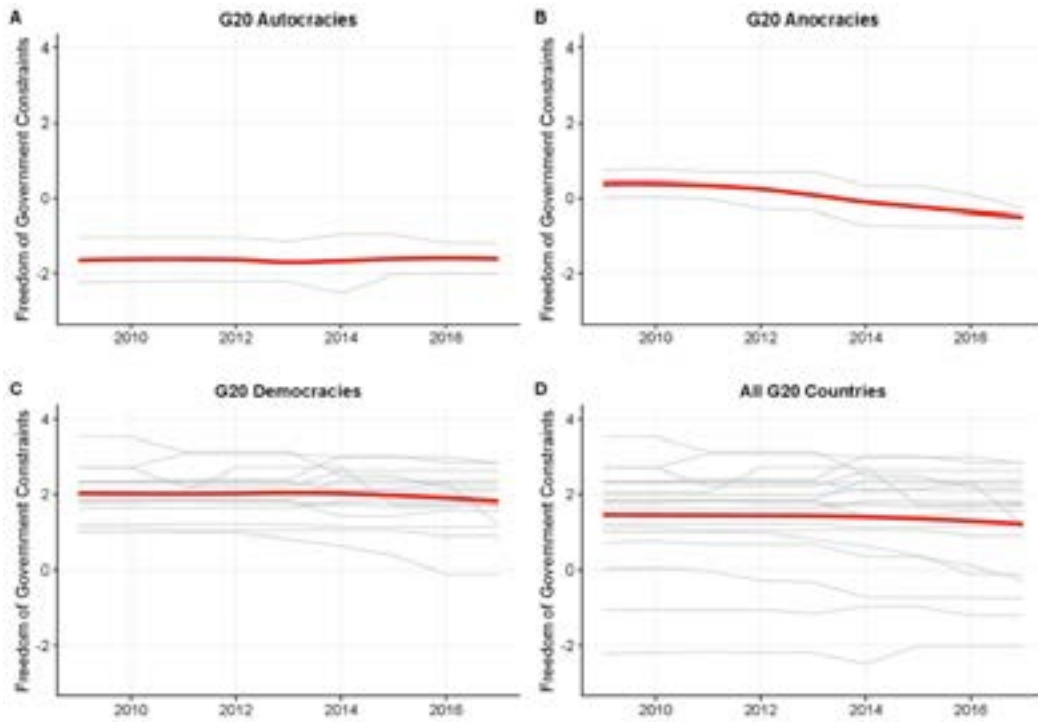 A
G20 Autocracies
Freedom of Government Constraints
4
2
0
-2
2010 2012 2014 2016
B
G20 Anocracies
Freedom of Government Constraints
4
2
0
-2
2010 2012 2014 2016
C
G20 Democracies
Freedom of Government Constraints
4
2
0
-2
2010 2012 2014 2016
D
All G20 Countries
Freedom of Government Constraints
4
2
0
-2
2010 2012 2014 2016